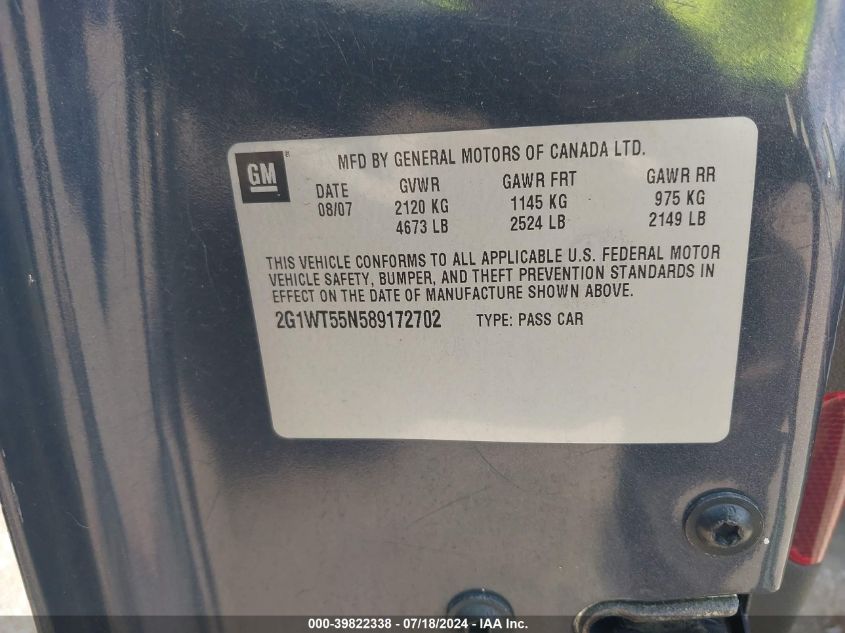 GM
MFD BY GENERAL MOTORS OF CANADA LTD.
DATE GVWR GAWR FRT GAWR RR
08/07 2120 KG 1145 KG 975 KG
4673 LB 2524 LB 2149 LB
THIS VEHICLE CONFORMS TO ALL APPLICABLE U.S. FEDERAL MOTOR
VEHICLE SAFETY, BUMPER, AND THEFT PREVENTION STANDARDS IN
EFFECT ON THE DATE OF MANUFACTURE SHOWN ABOVE.
2G1WT55N589172702 TYPE: PASS CAR
000-39822338 - 07/18/2024 - IAA Inc.